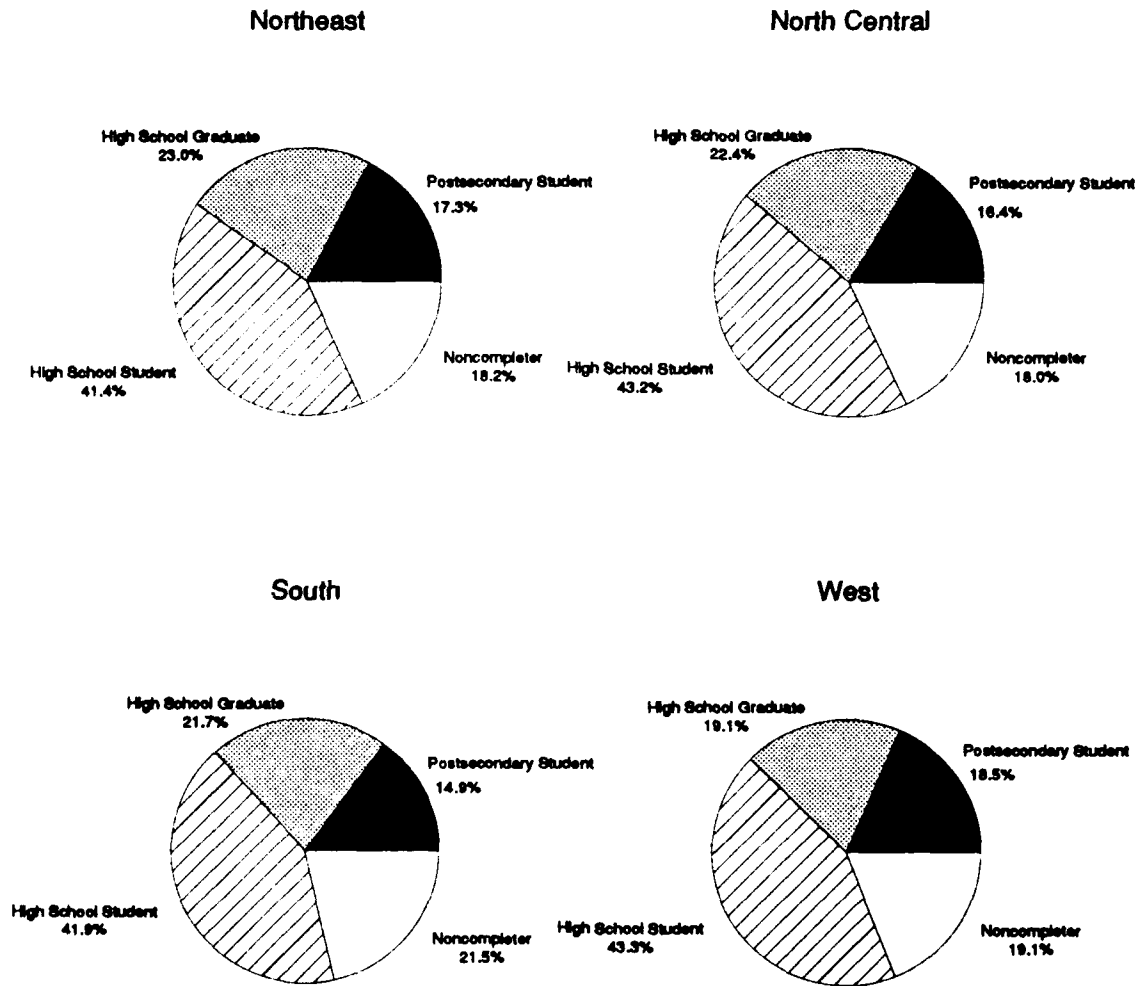 Northeast
High School Graduate
23.0%
Postsecondary Student
17.3%
High School Student
41.4%
Noncompleter
18.2%
North Central
High School Graduate
22.4%
Postsecondary Student
16.4%
High School Student
43.2%
Noncompleter
18.0%
South
High School Graduate
21.7%
Postsecondary Student
14.9%
High School Student
41.9%
Noncompleter
21.5%
West
High School Graduate
19.1%
Postsecondary Student
18.5%
High School Student
43.3%
Noncompleter
19.1%